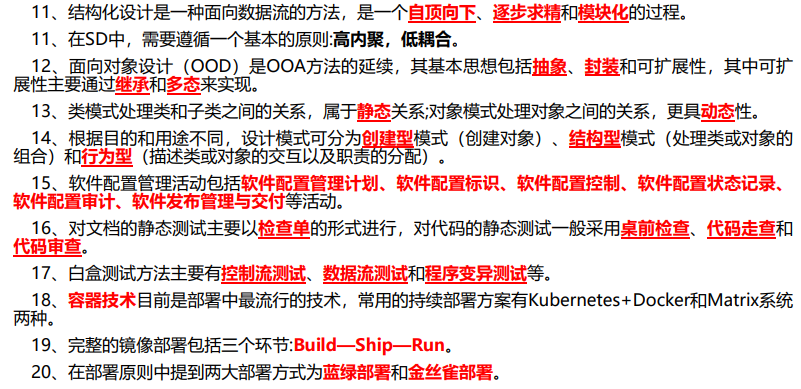 11、结构化设计是一种面向数据流的方法，是一个自顶向下、逐步求精和模块化的过程。
11、在SD中，需要遵循一个基本的原则:高内聚，低耦合。
12、面向对象设计（OOD）是OOA方法的延续，其基本思想包括抽象、封装和可扩展性，其中可扩
展性主要通过继承和多态来实现。
13、类模式处理类和子类之间的关系，属于静态关系;对象模式处理对象之间的关系，更具动态性。
14、根据目的和用途不同，设计模式可分为创建型模式（创建对象）、结构型模式（处理类或对象的
组合）和行为型（描述类或对象的交互以及职责的分配）。
15、软件配置管理活动包括软件配置管理计划、软件配置标识、软件配置控制、软件配置状态记录、
软件配置审计、软件发布管理与交付等活动。
16、对文档的静态测试主要以检查单的形式进行，对代码的静态测试一般采用桌前检查、代码走查和
代码审查。
17、白盒测试方法主要有控制流测试、数据流测试和程序变异测试等。
18、容器技术目前是部署中最流行的技术，常用的持续部署方案有Kubernetes+Docker和Matrix系统
两种。
19、完整的镜像部署包括三个环节:Build—Ship—Run。
20、在部署原则中提到两大部署方式为蓝绿部署和金丝雀部署。